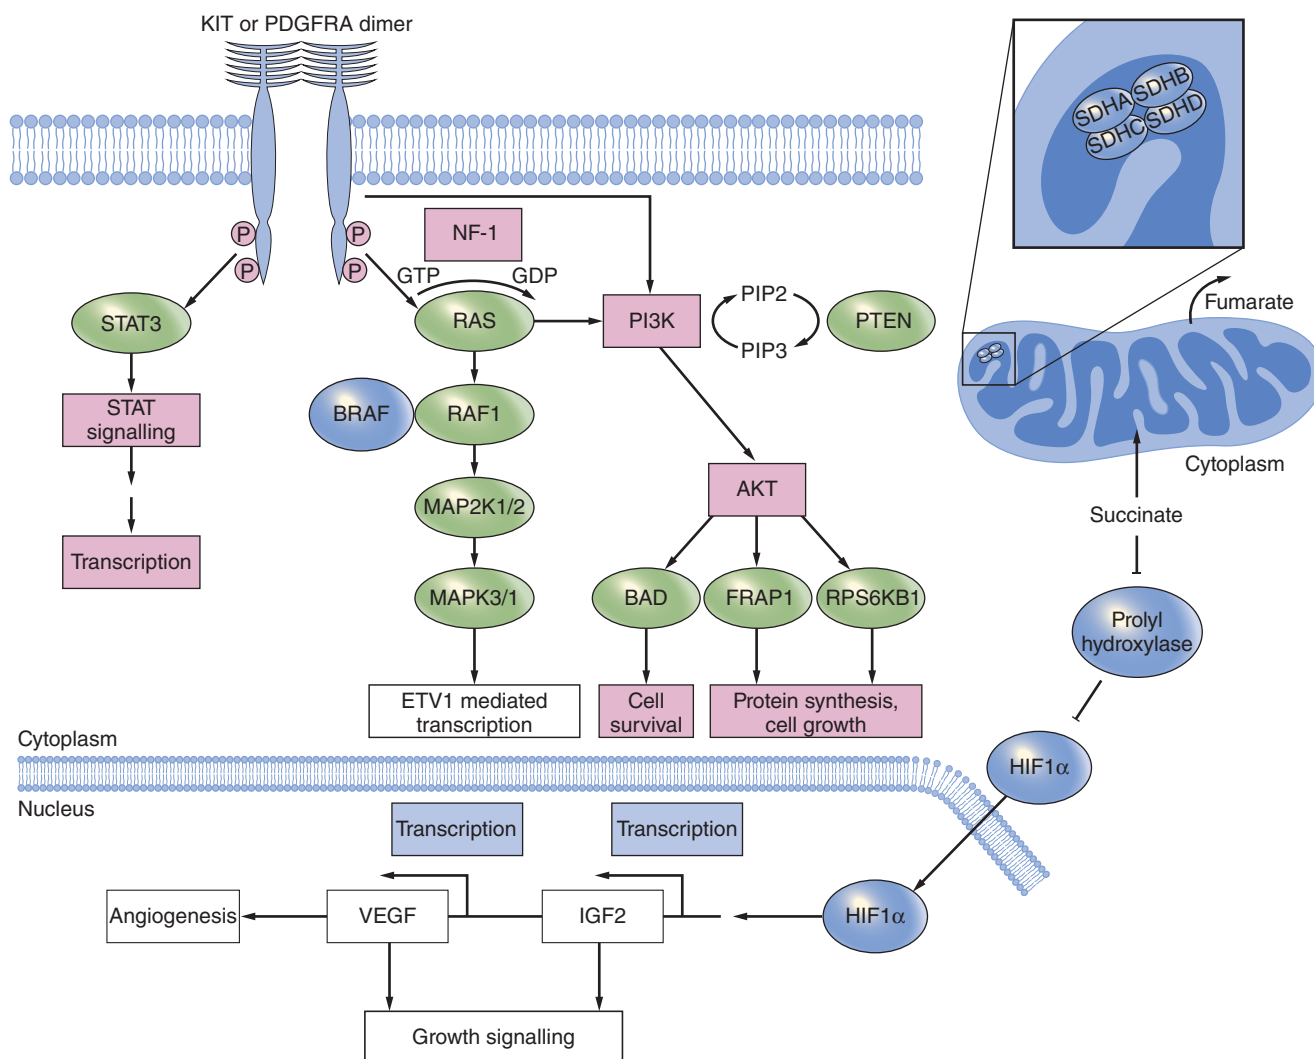 KIT or PDGFRA dimer
SDHA
SDHB
SDHC
SDHD
P
P
P
P
NF-1
GTP
GDP
STAT3
RAS
PI3K
PIP2
PIP3
PTEN
Fumarate
STAT
signalling
BRAF
RAF1
Cytoplasm
AKT
MAP2K1/2
Succinate
Transcription
MAPK3/1
BAD
FRAP1
RPS6KB1
Prolyl
hydroxylase
ETV1 mediated
transcription
Cell
survival
Protein synthesis,
cell growth
Cytoplasm
HIF1α
Nucleus
Transcription
Transcription
Angiogenesis
VEGF
IGF2
HIF1α
Growth signalling